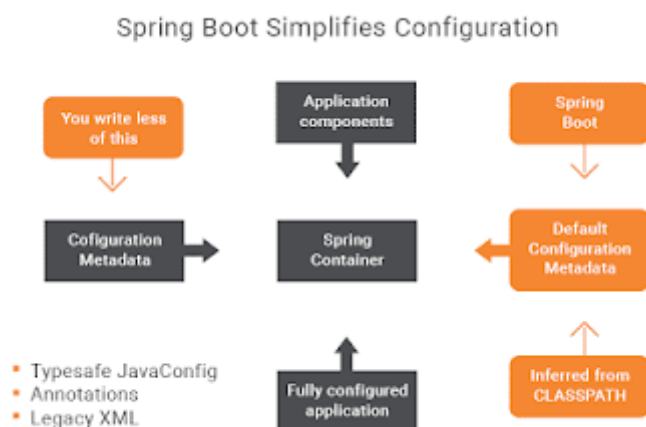 Spring Boot Simplifies Configuration
You write less
of this
Application
components
Spring
Boot
Cofiguration
Metadata
Spring
Container
Default
Configuration
Metadata
Typesafe JavaConfig
Annotations
Legacy XML
Fully configured
application
Inferred from
CLASSPATH